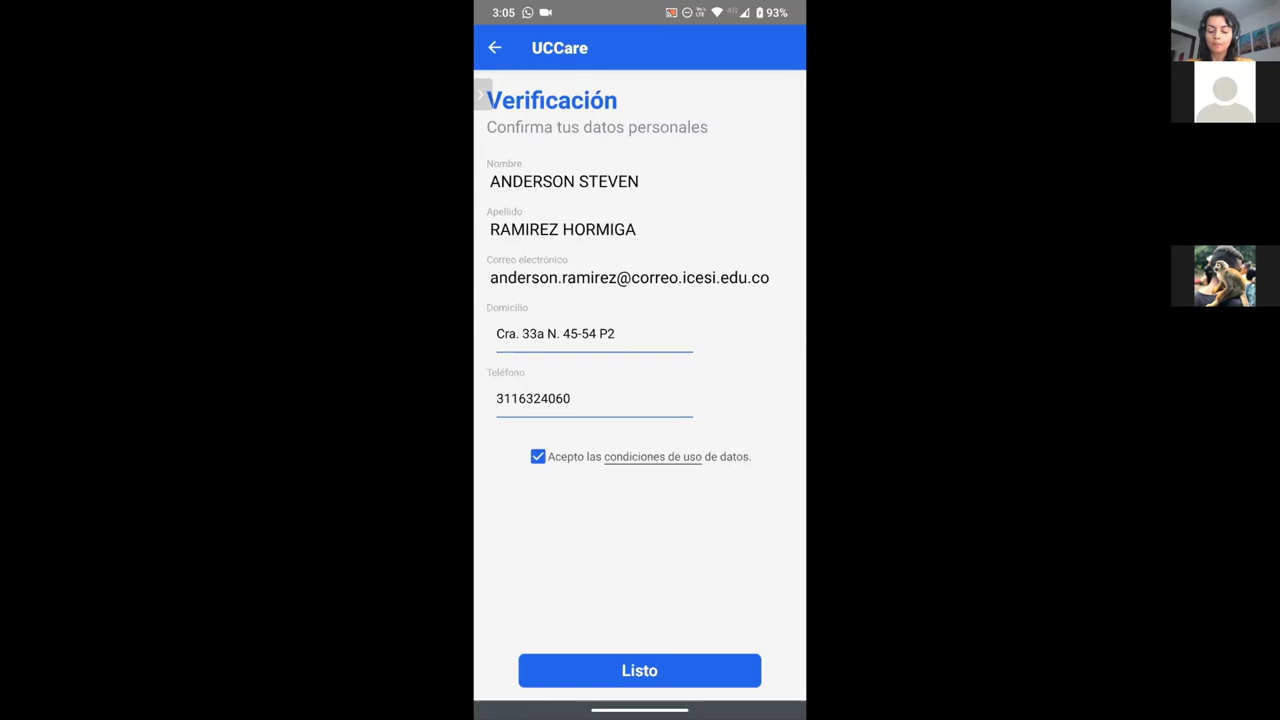 3:05 4G 93%
UCCare
Verificación
Confirma tus datos personales
Nombre
ANDERSON STEVEN
Apellido
RAMIREZ HORMIGA
Correo electrónico
anderson.ramirez@correo.icesi.edu.co
Domicilio
Cra. 33a N. 45-54 P2
Teléfono
3116324060
Acepto las condiciones de uso de datos.
Listo